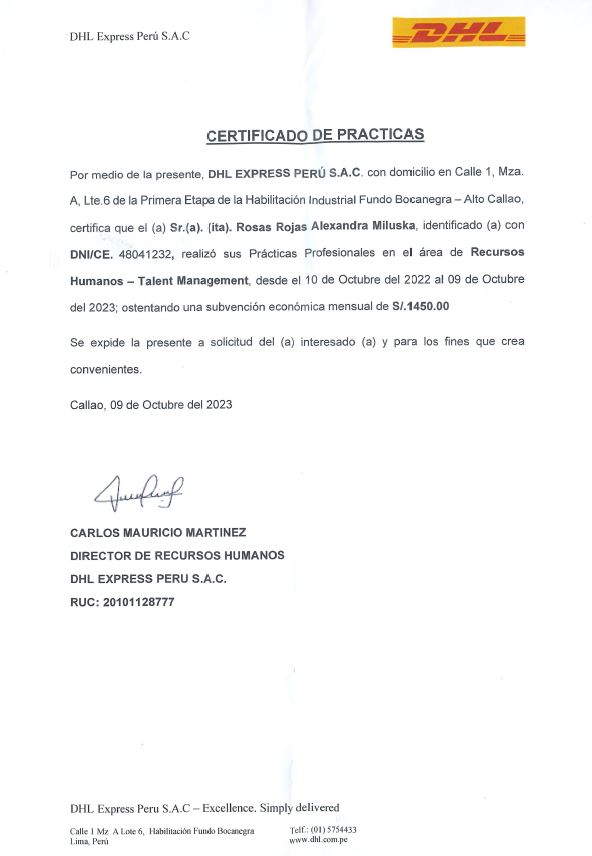 DHL Express Perú S.A.C
DHL
CERTIFICADO DE PRACTICAS
Por medio de la presente, DHL EXPRESS PERÚ S.A.C. con domicilio en Calle 1, Mza.
A, Lte.6 de la Primera Etapa de la Habilitación Industrial Fundo Bocanegra – Alto Callao,
certifica que el (a) Sr.(a). (ita). Rosas Rojas Alexandra Miluska, identificado (a) con
DNI/CE. 48041232, realizó sus Prácticas Profesionales en el área de Recursos
Humanos – Talent Management, desde el 10 de Octubre del 2022 al 09 de Octubre
del 2023; ostentando una subvención económica mensual de S/.1450.00
Se expide la presente a solicitud del (a) interesado (a) y para los fines que crea
convenientes.
Callao, 09 de Octubre del 2023
CARLOS MAURICIO MARTINEZ
DIRECTOR DE RECURSOS HUMANOS
DHL EXPRESS PERU S.A.C.
RUC: 20101128777
DHL Express Peru S.A.C – Excellence. Simply delivered
Calle 1 Mz A Lote 6, Habilitación Fundo Bocanegra
Lima, Perú
Telf.: (01) 5754433
www.dhl.com.pe